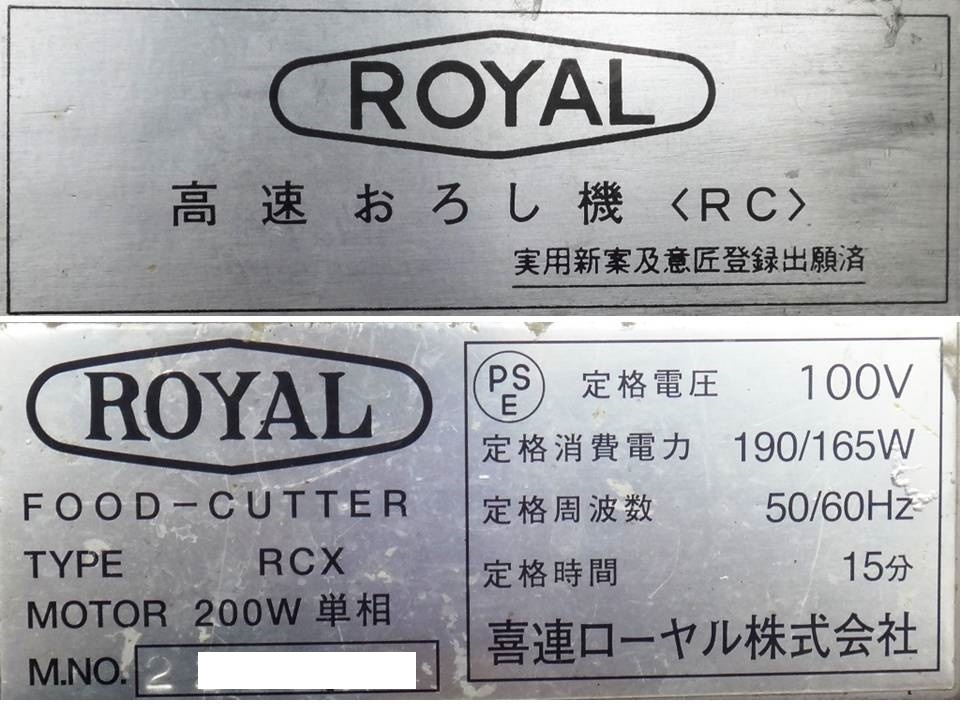 ROYAL
高速おろし機〈RC〉
実用新案及意匠登録出願済
ROYAL
FOOD-CUTTER
TYPE RCX
MOTOR 200W 単相
M.NO. 2
PS
E
定格電圧 100V
定格消費電力 190/165W
定格周波数 50/60Hz
定格時間 15分
喜連ローヤル株式会社